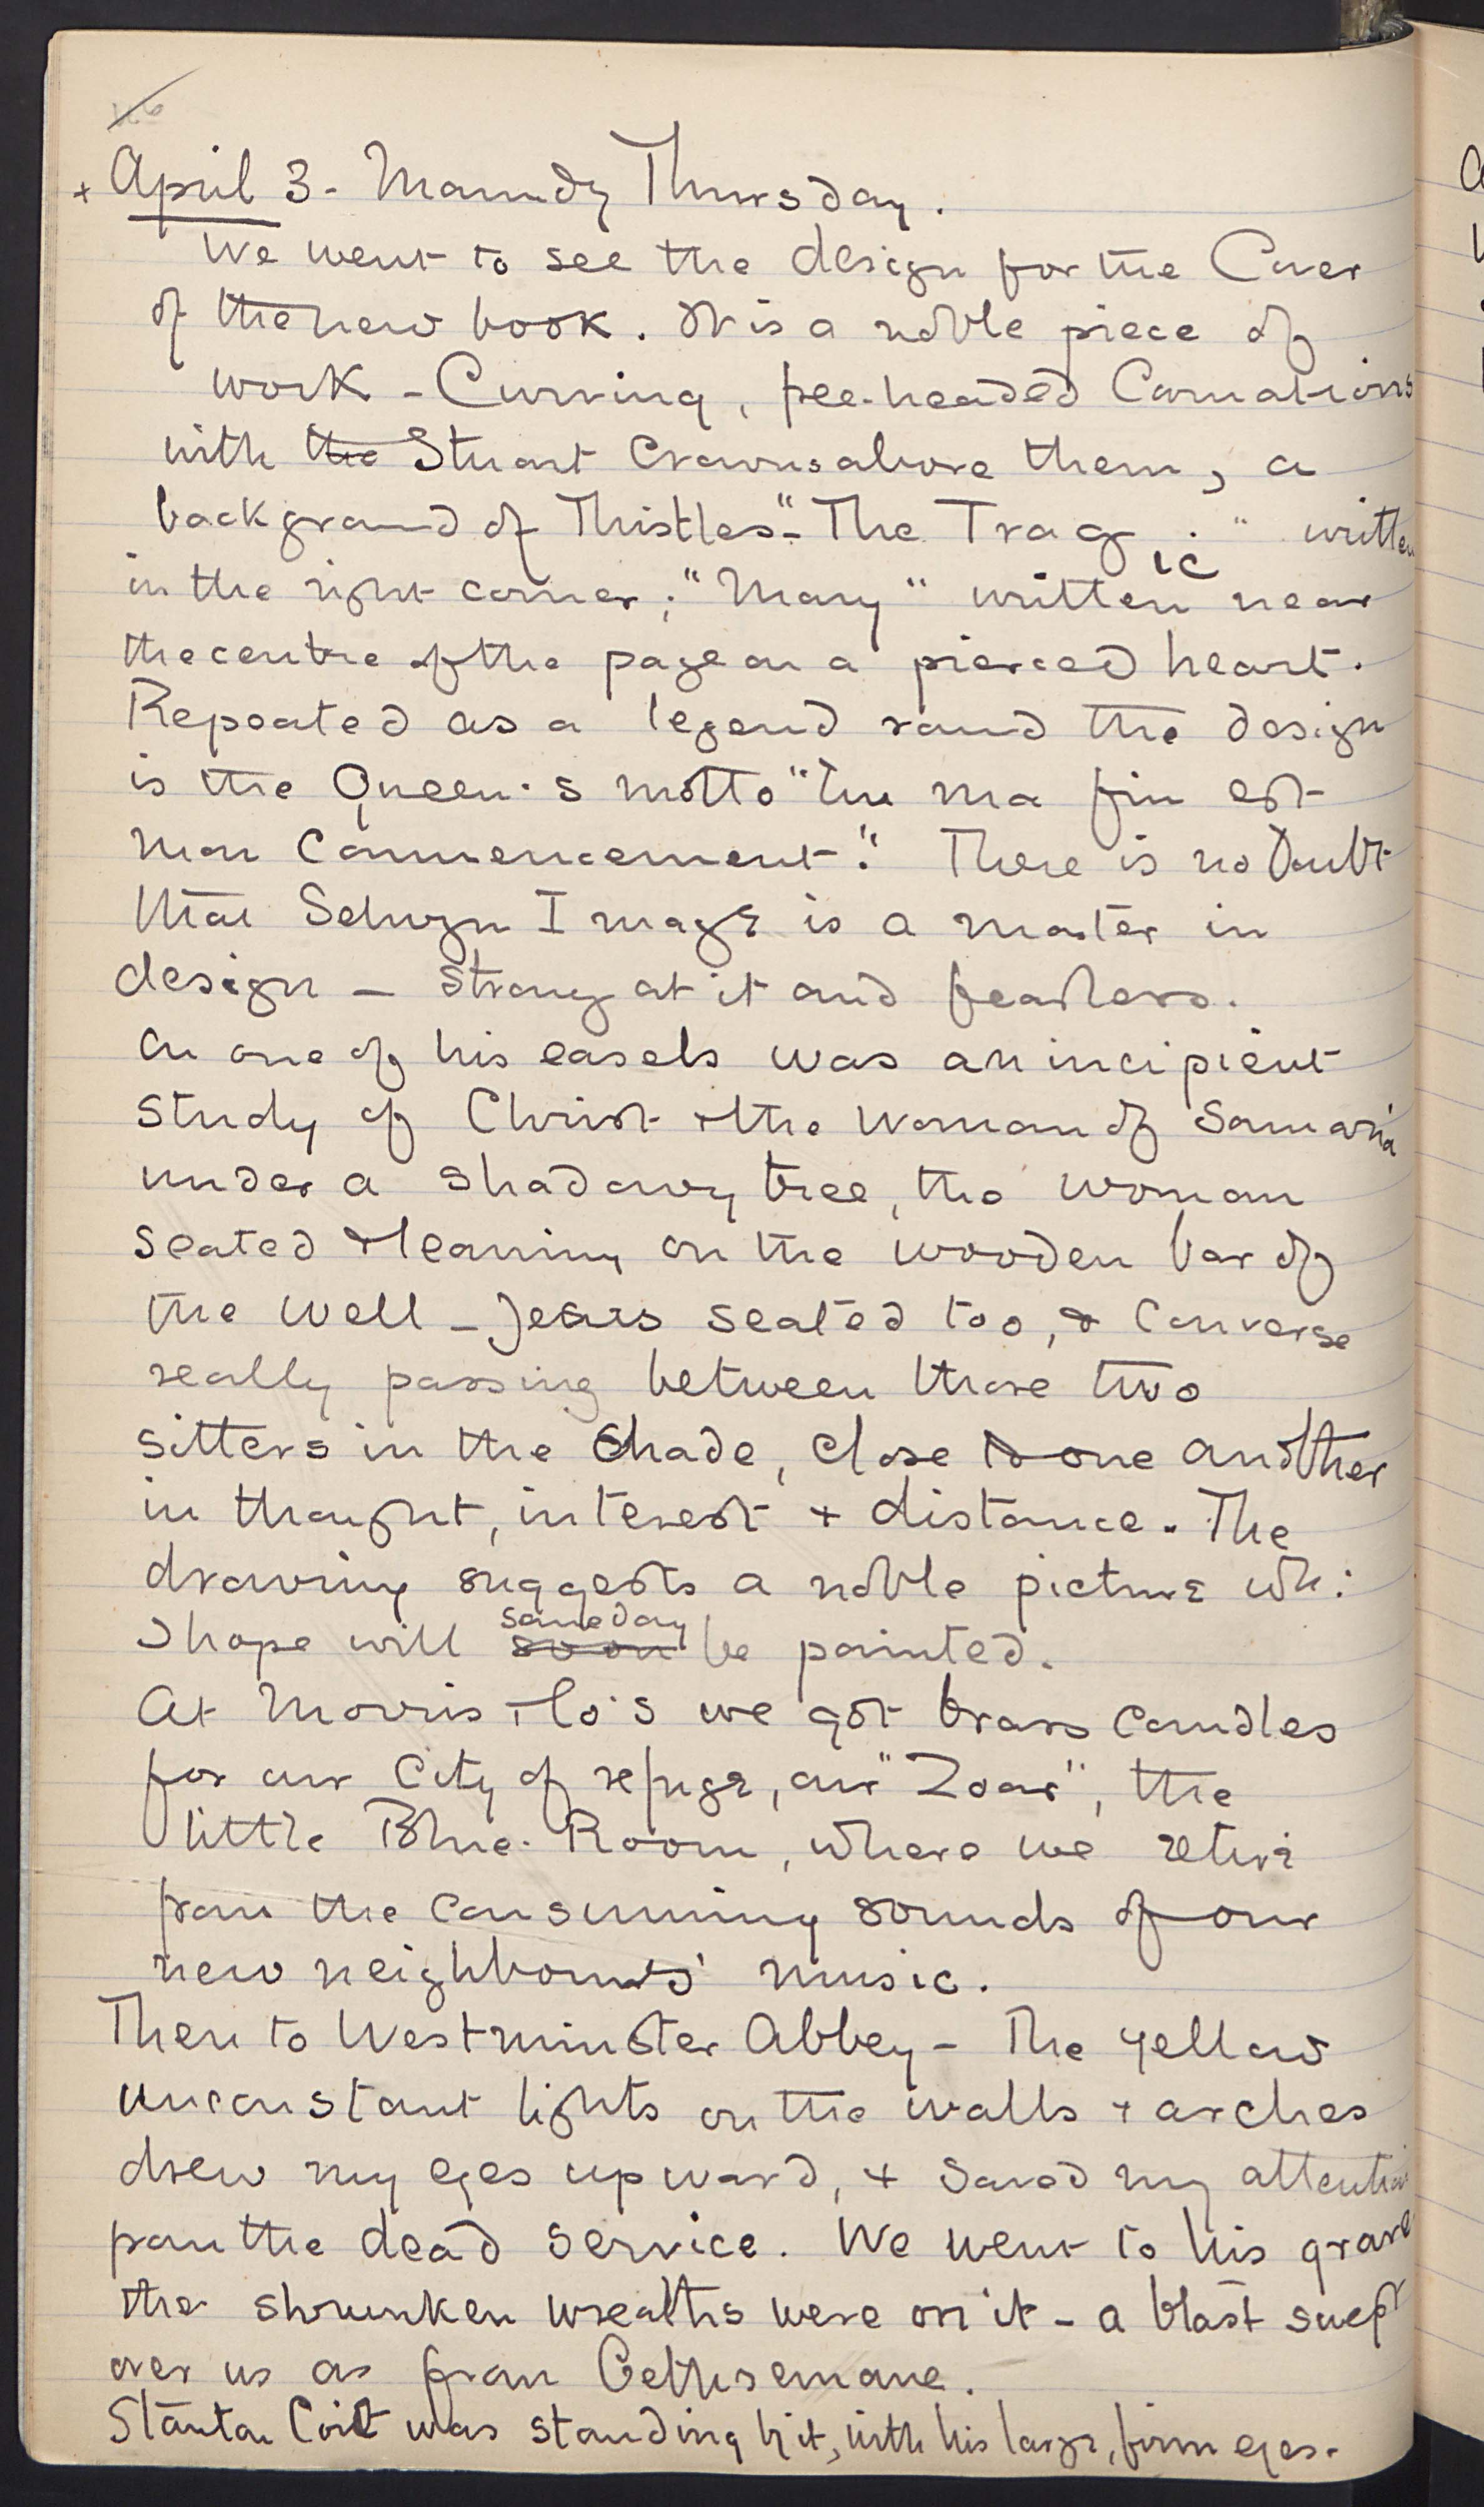 + April 3 - Maundy Thursday.
We went to see the design for the Cover
of the new book. It is a noble piece of
work - Curving, free-headed Carnations
with the Stuart Crowns above them, a
background of Thistles - "The Tragic" written
in the right corner; "Mary" written near
the centre of the page on a pierced heart.
Repeated as a legend round the design
is the Queen's motto "En ma fin est
mon Commencement." There is no doubt
that Selwyn Image is a master in
design - strong at it and fearless.
On one of his easels was an incipient
study of Christ & the Woman of Samaria
under a shadowy tree, the woman
seated & leaning on the wooden bar of
the well - Jesus seated too, & converse
really passing between those two
sitters in the shade, close to one another
in thought, interest & distance. The
drawing suggests a noble picture wh:
I hope will soon some day be painted.
At Morris & Co's we got brass candles
for our City of refuge, our "Zoar", the
little Blue-Room, where we retire
from the consuming sounds of our
new neighbours' music.
Then to Westminster Abbey - The yellow
unconstant lights on the walls & arches
drew my eyes upward, & saved my attention
from the dead service. We went to his grave
the shrunken wreaths were on it - a blast swept
over us as from Gethsemane.
Stanton Coit was standing by it, with his large, firm eyes.